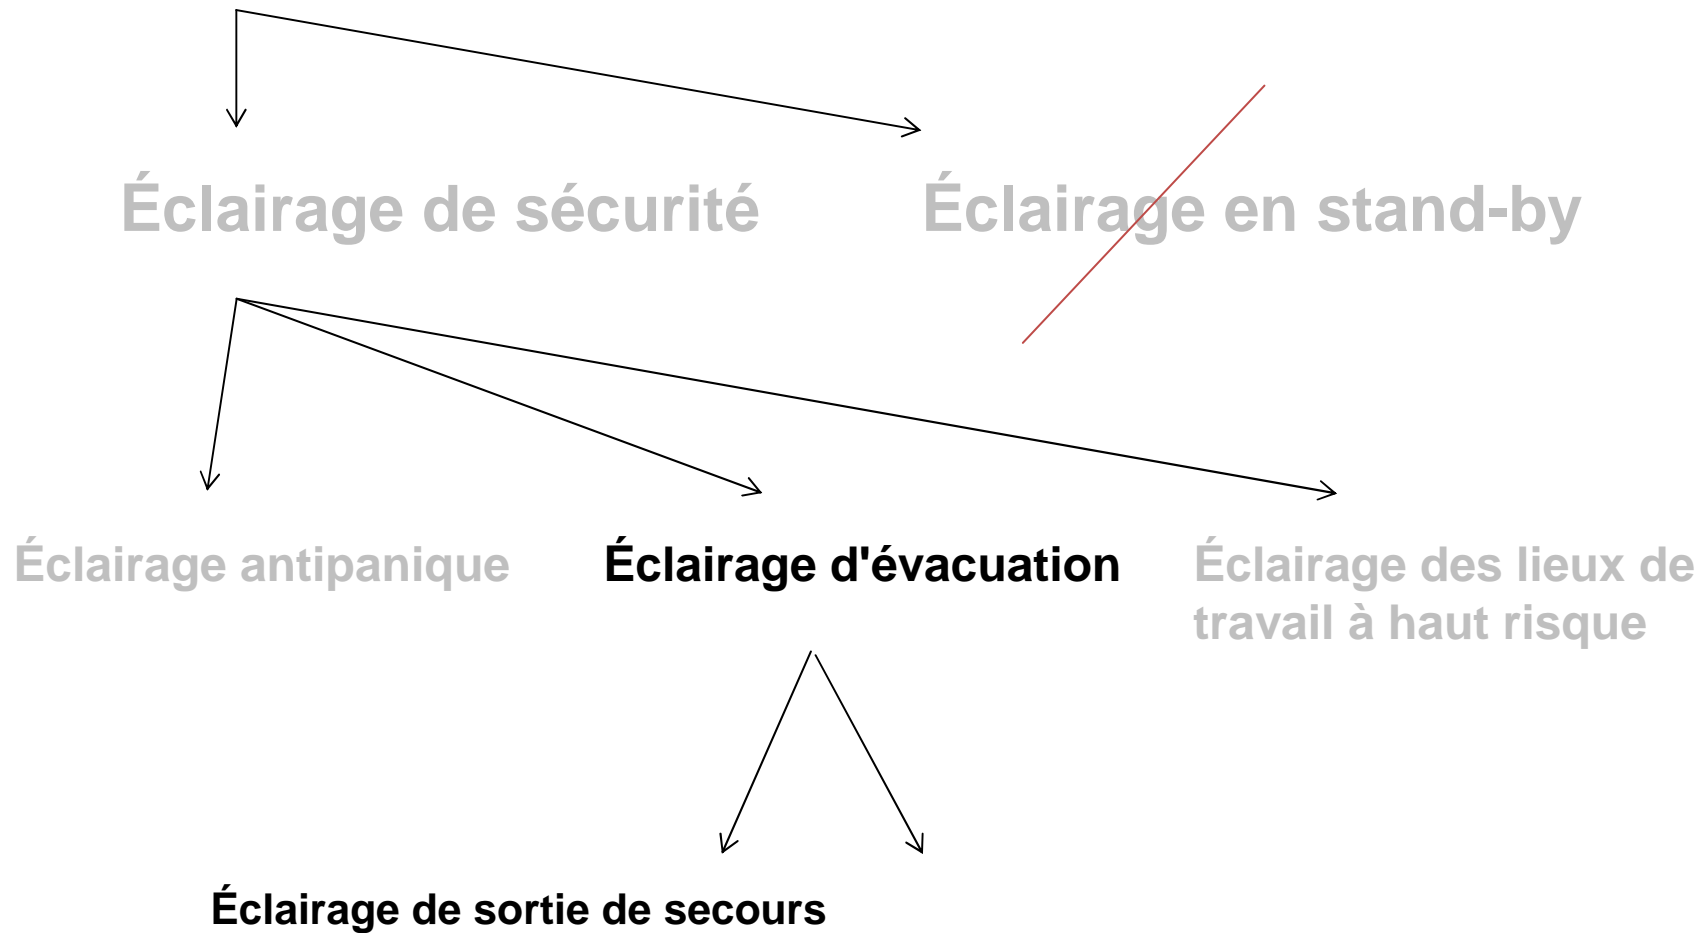 Éclairage de sécurité
Éclairage en stand-by
Éclairage antipanique
Éclairage d'évacuation
Éclairage des lieux de
travail à haut risque
Éclairage de sortie de secours